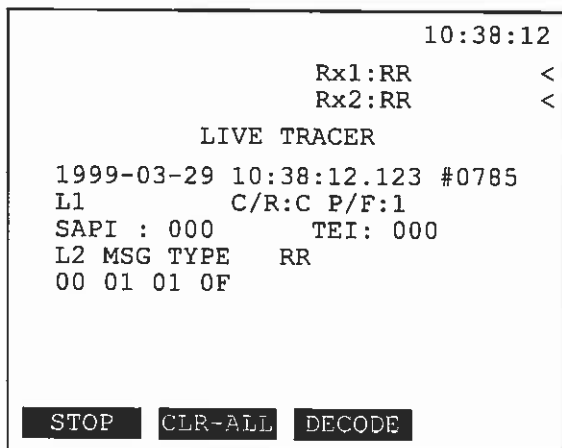 10:38:12
Rx1:RR <
Rx2:RR <
LIVE TRACER
1999-03-29 10:38:12.123 #0785
L1 C/R:C P/F:1
SAPI : 000 TEI: 000
L2 MSG TYPE RR
00 01 01 0F
STOP CLR-ALL DECODE